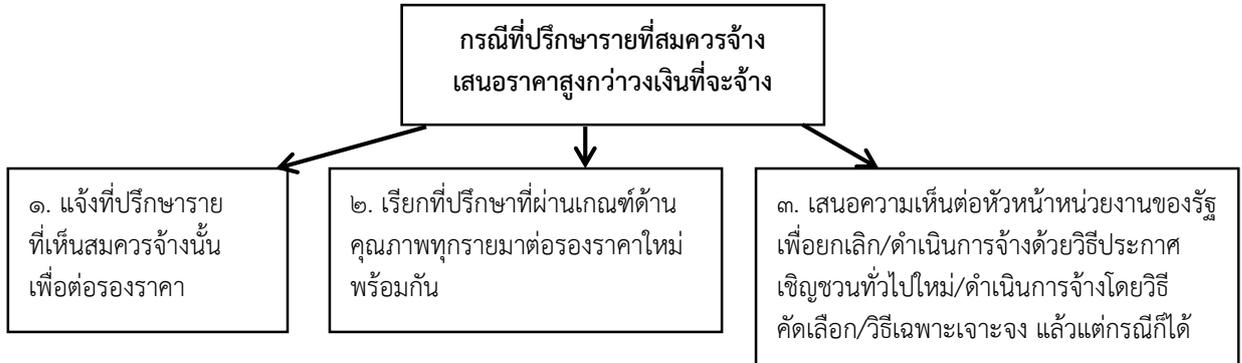 กรณีที่ปรึกษารายที่สมควรจ้าง
เสนอราคาสูงกว่าวงเงินที่จะจ้าง
๑. แจ้งที่ปรึกษาราย
ที่เห็นสมควรจ้างนั้น
เพื่อต่อรองราคา
๒. เรียกที่ปรึกษาที่ผ่านเกณฑ์ด้าน
คุณภาพทุกรายมาต่อรองราคาใหม่
พร้อมกัน
๓. เสนอความเห็นต่อหัวหน้าหน่วยงานของรัฐ
เพื่อยกเลิก/ดำเนินการจ้างด้วยวิธีประกาศ
เชิญชวนทั่วไปใหม่/ดำเนินการจ้างโดยวิธี
คัดเลือก/วิธีเฉพาะเจาะจง แล้วแต่กรณีก็ได้